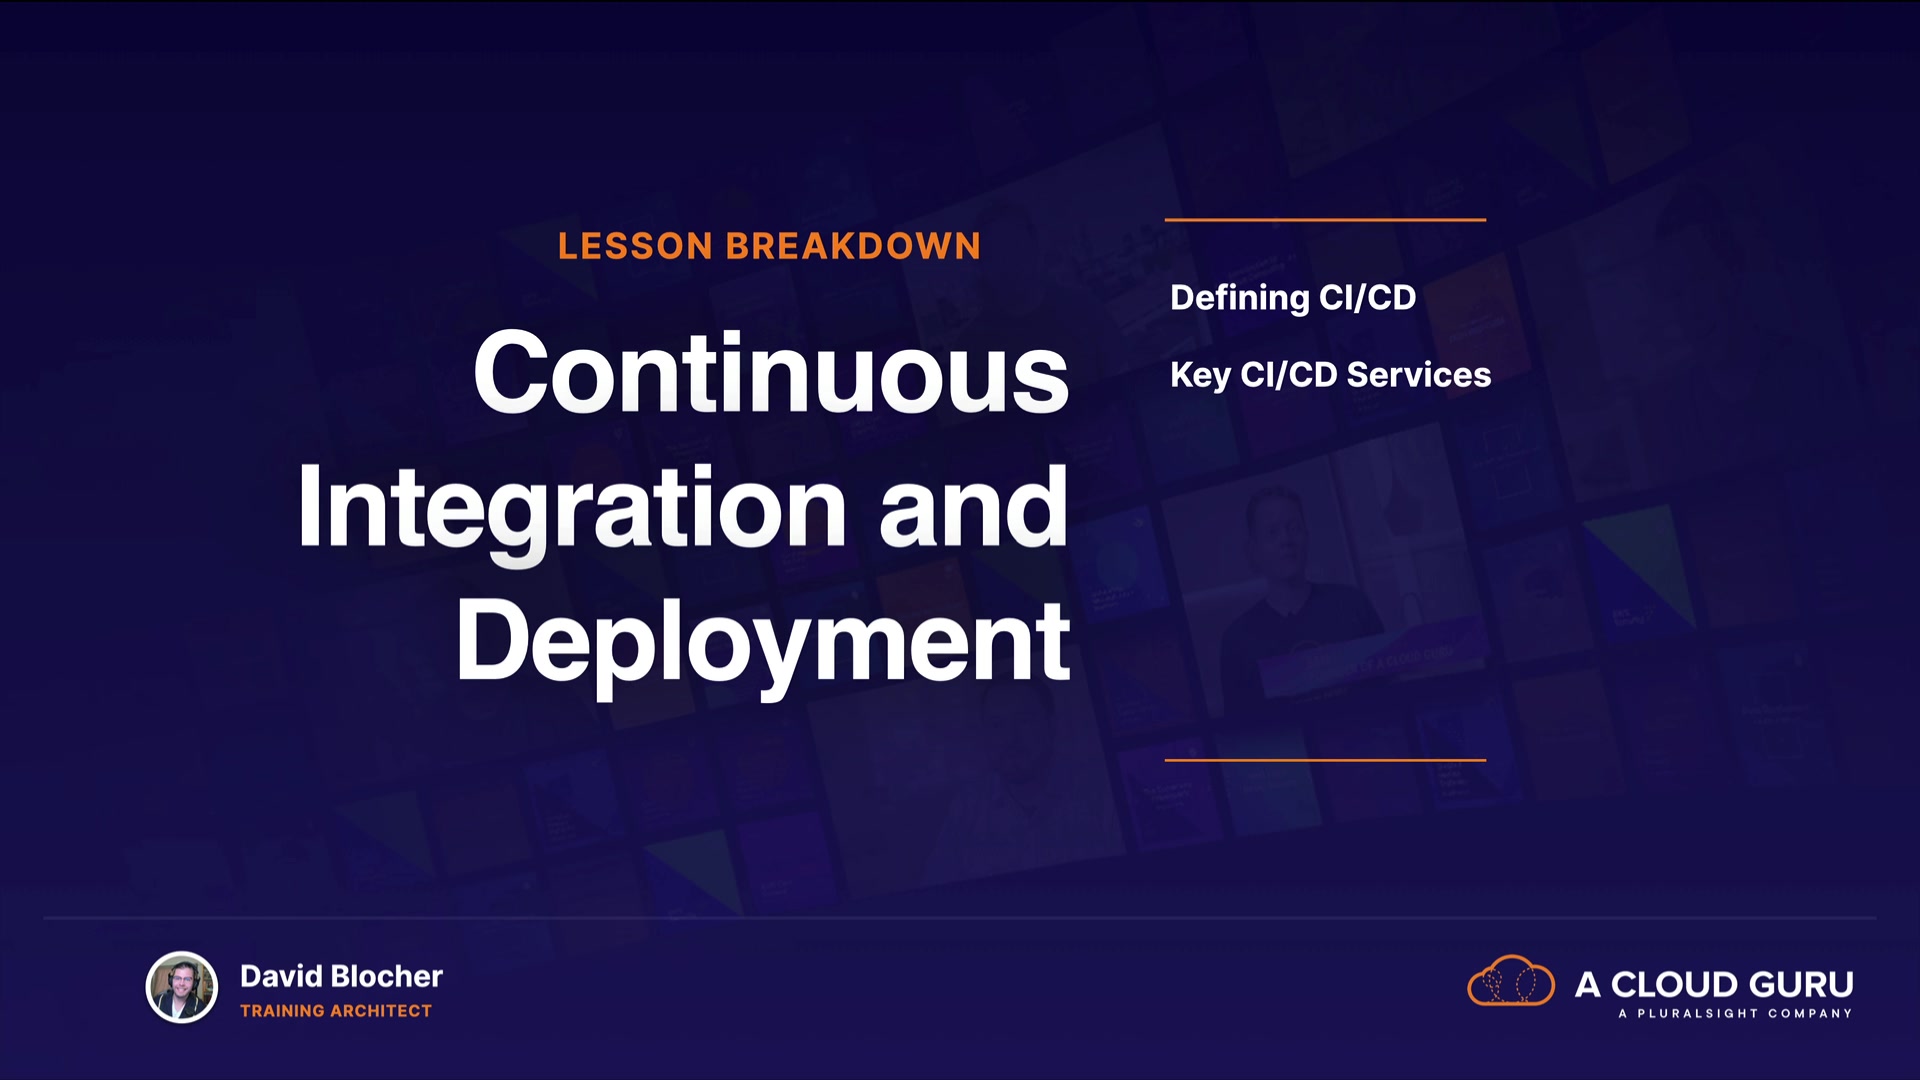 LESSON BREAKDOWN
Continuous
Integration and
Deployment
Defining CI/CD
Key CI/CD Services
David Blocher
TRAINING ARCHITECT
A CLOUD GURU
A PLURALSIGHT COMPANY